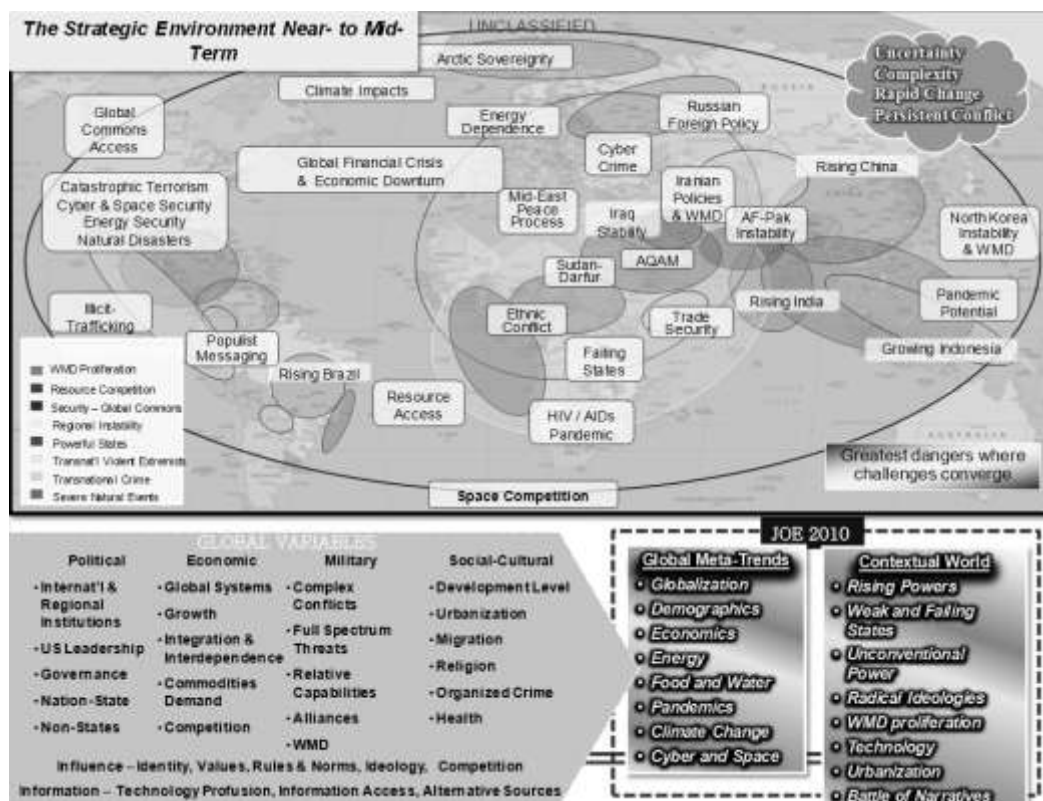 The Strategic Environment Near- to Mid-
Term
UNCLASSIFIED
Arctic Sovereignty
Uncertainty
Complexity
Rapid Change
Persistent Conflict
Climate Impacts
Global
Commons
Access
Energy
Dependence
Russian
Foreign Policy
Cyber
Crime
Global Financial Crisis
& Economic Downturn
Rising China
Catastrophic Terrorism
Cyber & Space Security
Energy Security
Natural Disasters
Mid-East
Peace
Process
Iraq
Stability
Iranian
Policies
& WMD
AF-Pak
Instability
North Korea
Instability
& WMD
Sudan-
Darfur
AQAM
Illicit-
Trafficking
Ethnic
Conflict
Trade
Security
Rising India
Pandemic
Potential
Populist
Messaging
Growing Indonesia
Rising Brazil
Failing
States
Resource
Access
HIV / AIDs
Pandemic
WMD Proliferation
Resource Competition
Security – Global Commons
Regional Instability
Powerful States
Transnat'l Violent Extremists
Transnational Crime
Severe Natural Events
RUSSIA
AUSTRALIA
Greatest dangers where
challenges converge
Space Competition
GLOBAL VARIABLES
Political
•Internat'l &
Regional
Institutions
•US Leadership
•Governance
•Nation-State
•Non-States
Economic
•Global Systems
•Growth
•Integration &
Interdependence
•Commodities
Demand
•Competition
Military
•Complex
Conflicts
•Full Spectrum
Threats
•Relative
Capabilities
•Alliances
•WMD
Social-Cultural
•Development Level
•Urbanization
•Migration
•Religion
•Organized Crime
•Health
Influence – Identity, Values, Rules & Norms, Ideology, Competition
Information – Technology Profusion, Information Access, Alternative Sources
JOE 2010
Global Meta-Trends
Globalization
Demographics
Economics
Energy
Food and Water
Pandemics
Climate Change
Cyber and Space
Contextual World
Rising Powers
Weak and Failing
States
Unconventional
Power
Radical Ideologies
WMD proliferation
Technology
Urbanization
Battle of Narratives